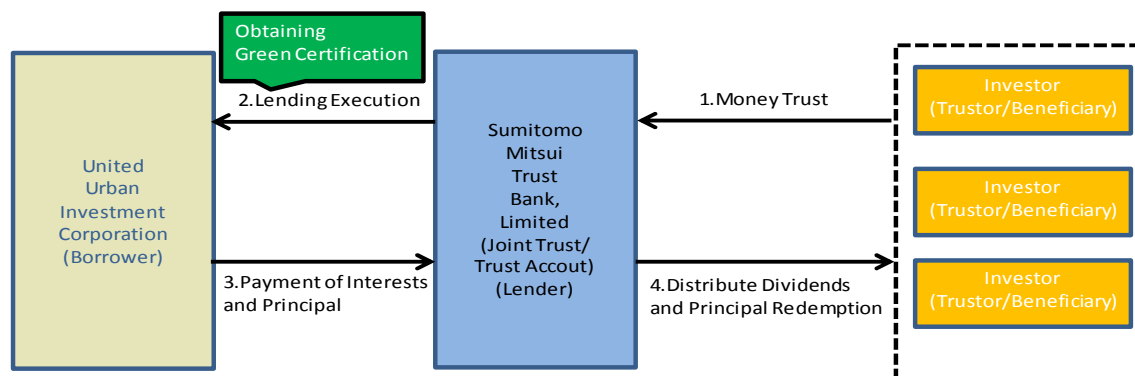 Obtaining
Green Certification
2.Lending Execution
1.Money Trust
United
Urban
Investment
Corporation
(Borrower)
Sumitomo
Mitsui
Trust
Bank,
Limited
(Joint Trust/
Trust Accout)
(Lender)
3.Payment of Interests
and Principal
4.Distribute Dividends
and Principal Redemption
Investor
(Trustor/Beneficiary)
Investor
(Trustor/Beneficiary)
Investor
(Trustor/Beneficiary)